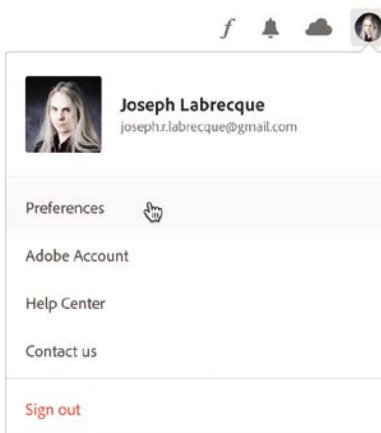 f
Joseph Labrecque
joseph.r.labrecque@gmail.com
Preferences
Adobe Account
Help Center
Contact us
Sign out